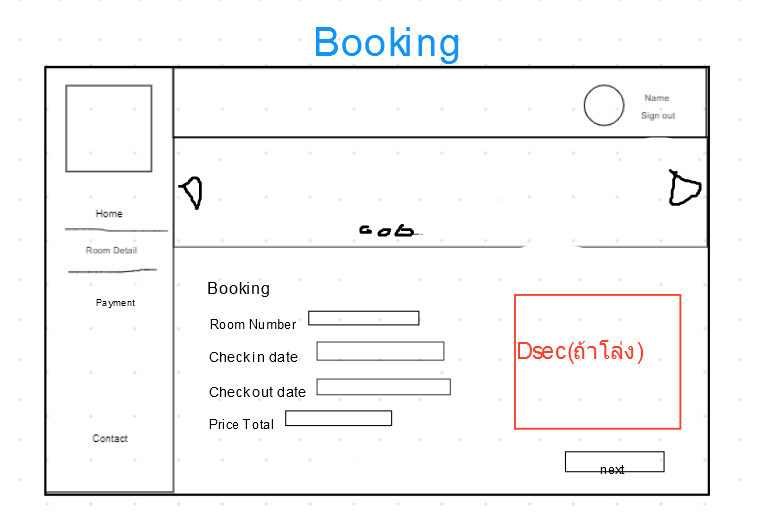 Booking
Name
Sign out
Home
Room Detail
Payment
Contact
Booking
Room Number
Checkin date
Checkout date
Price Total
Dsec(ถ้าโล่ง)
next